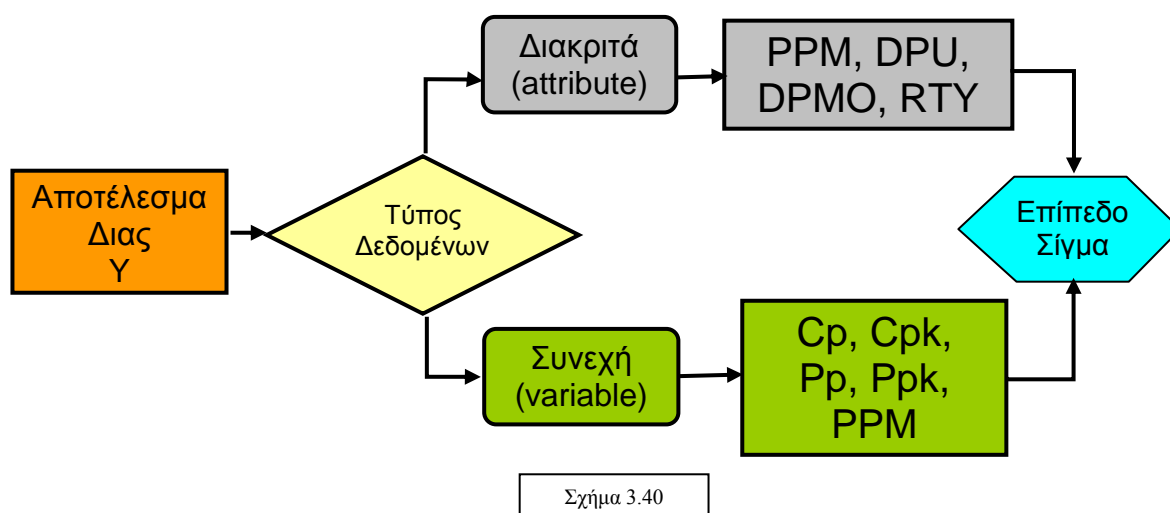 Αποτέλεσμα
Διας
Υ
Τύπος
Δεδομένων
Διακριτά
(attribute)
PPM, DPU,
DPMO, RTY
Συνεχή
(variable)
Cp, Cpk,
Pp, Ppk,
PPM
Επίπεδο
Σίγμα
Σχήμα 3.40